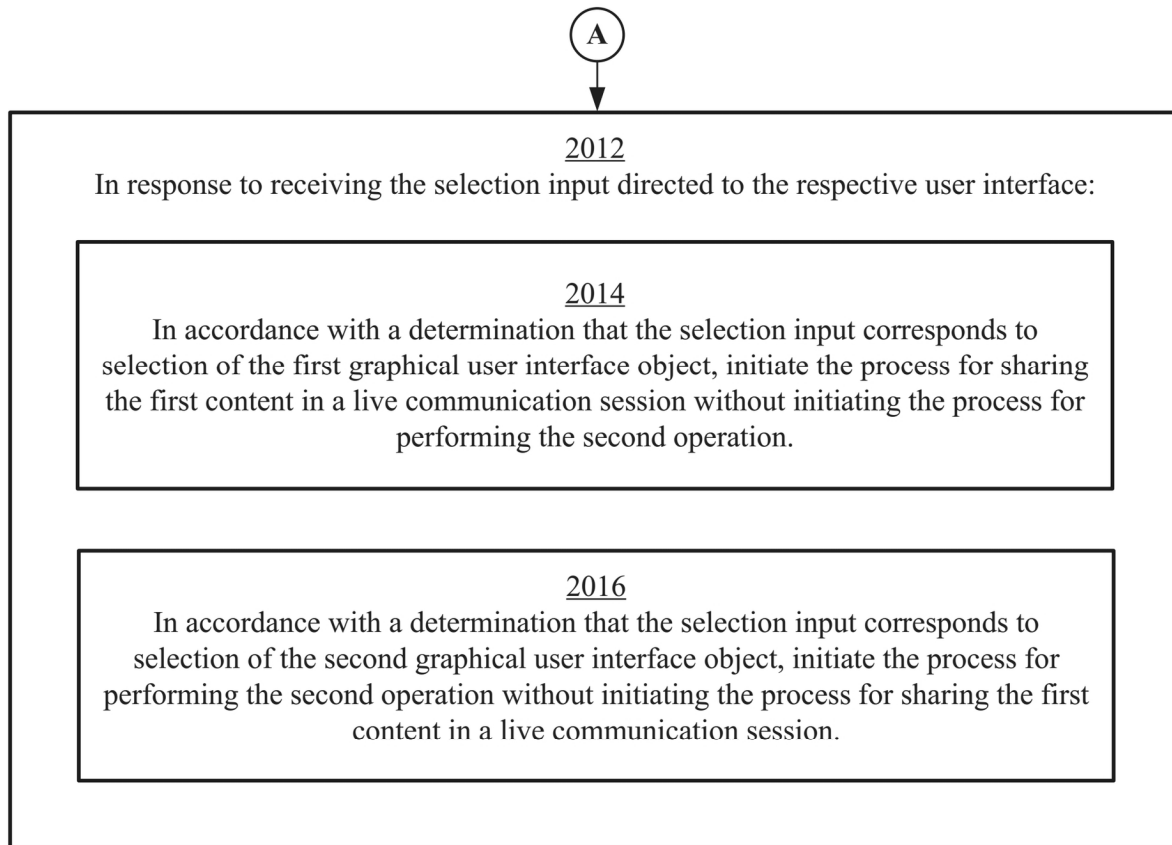 A
2012
In response to receiving the selection input directed to the respective user interface:
2014
In accordance with a determination that the selection input corresponds to
selection of the first graphical user interface object, initiate the process for sharing
the first content in a live communication session without initiating the process for
performing the second operation.
2016
In accordance with a determination that the selection input corresponds to
selection of the second graphical user interface object, initiate the process for
performing the second operation without initiating the process for sharing the first
content in a live communication session.